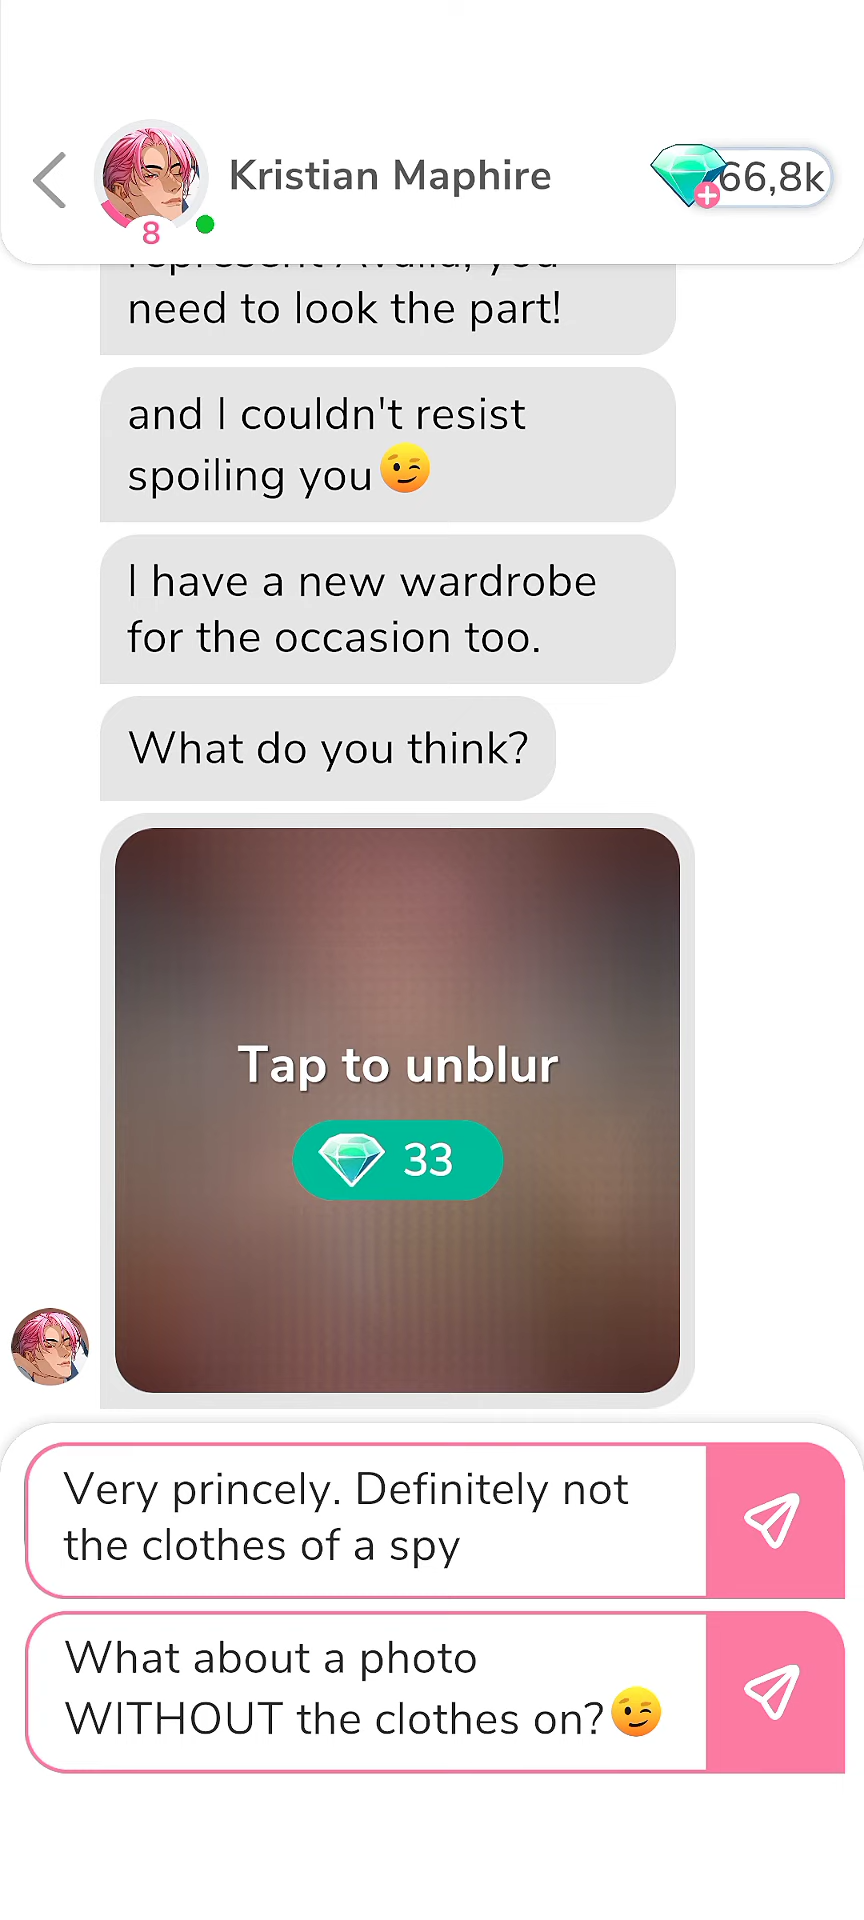 Kristian Maphire
66,8k
8
need to look the part!
and I couldn't resist
spoiling you😉
I have a new wardrobe
for the occasion too.
What do you think?
Tap to unblur
33
Very princely. Definitely not
the clothes of a spy
What about a photo
WITHOUT the clothes on?😉